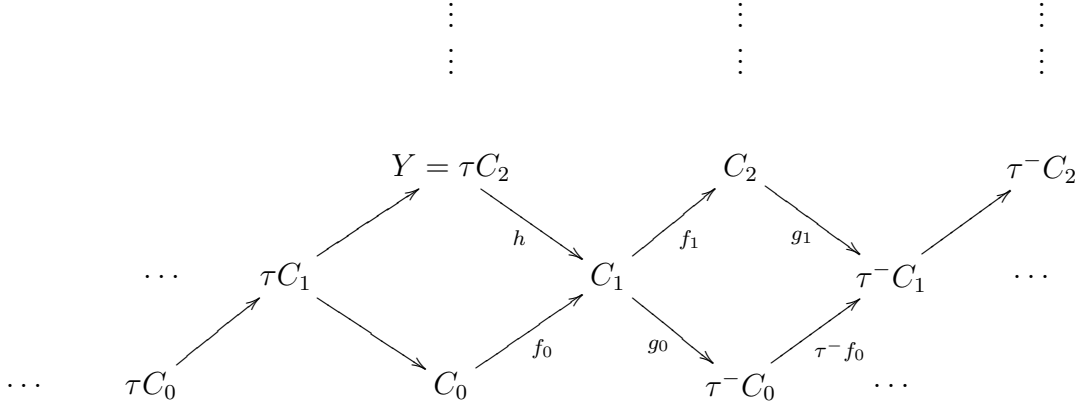 ⋮ ⋮ ⋮
⋮ ⋮ ⋮
Y = τC₂ C₂ τ⁻C₂
h f₁ g₁
⋯ τC₁ C₁ τ⁻C₁ ⋯
f₀ g₀ τ⁻f₀
⋯ τC₀ C₀ τ⁻C₀ ⋯